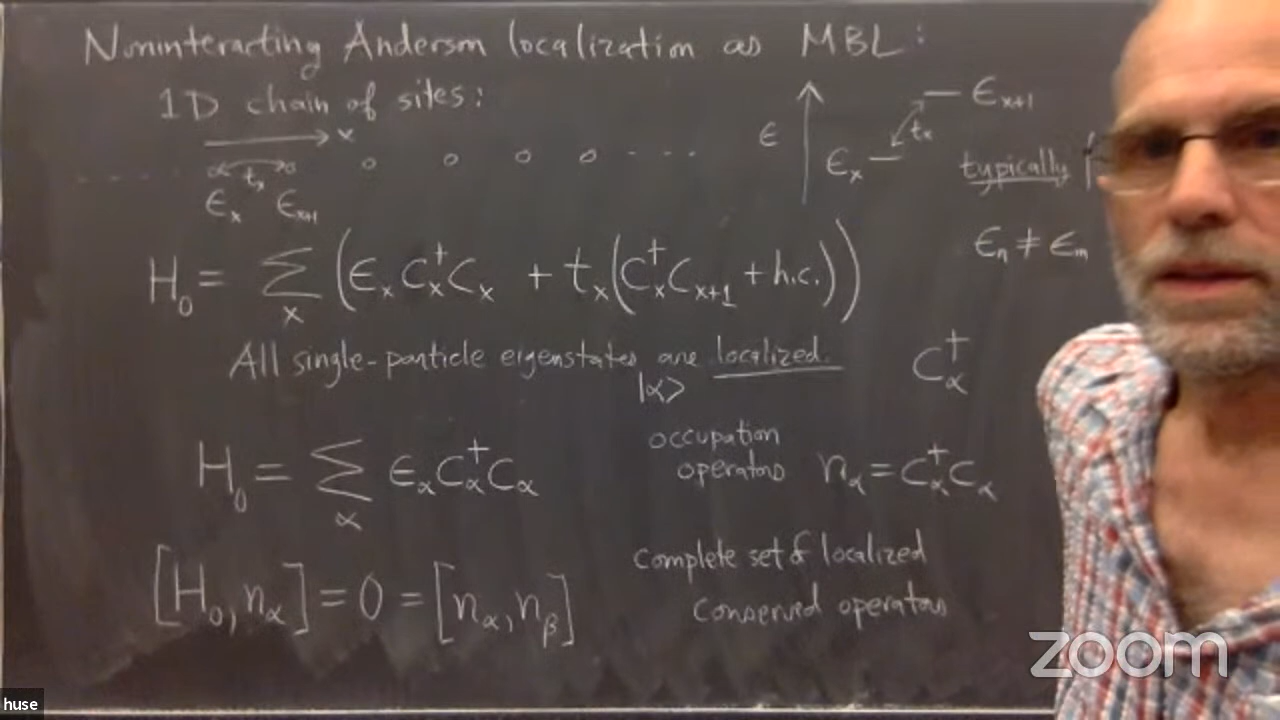 Noninteracting Anderson localization as MBL:
1D chain of sites:
x
t_x
ϵ_x ϵ_{x+1}
ϵ
ϵ_{x+1}
t_x
ϵ_x
typically
ϵ_n ≠ ϵ_m
H_0 = ∑_x (ϵ_x C_x^† C_x + t_x (C_x^† C_{x+1} + h.c.))
All single-particle eigenstates are localized.
|α>
C_α^†
H_0 = ∑_α ϵ_α C_α^† C_α
occupation
operators n_α = C_α^† C_α
[H_0, n_α] = 0 = [n_α, n_β]
complete set of localized
conserved operators
zoom
huse